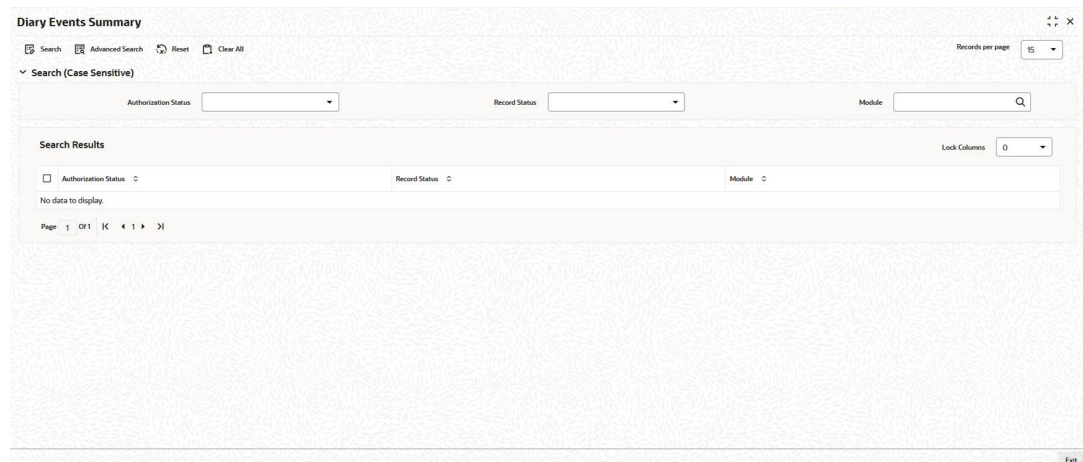 Diary Events Summary
Search Advanced Search Reset Clear All Records per page 15
Search (Case Sensitive)
Authorization Status Record Status Module
Search Results Lock Columns 0
Authorization Status Record Status Module
No data to display.
Page 1 Of 1 1
Exit